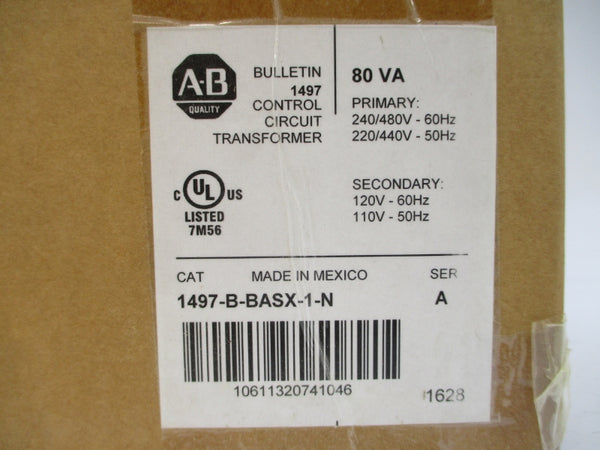 A-B
QUALITY
BULLETIN
1497
CONTROL
CIRCUIT
TRANSFORMER
80 VA
PRIMARY:
240/480V - 60Hz
220/440V - 50Hz
C UL US
LISTED
7M56
SECONDARY:
120V - 60Hz
110V - 50Hz
CAT MADE IN MEXICO SER
1497-B-BASX-1-N A
10611320741046
1628